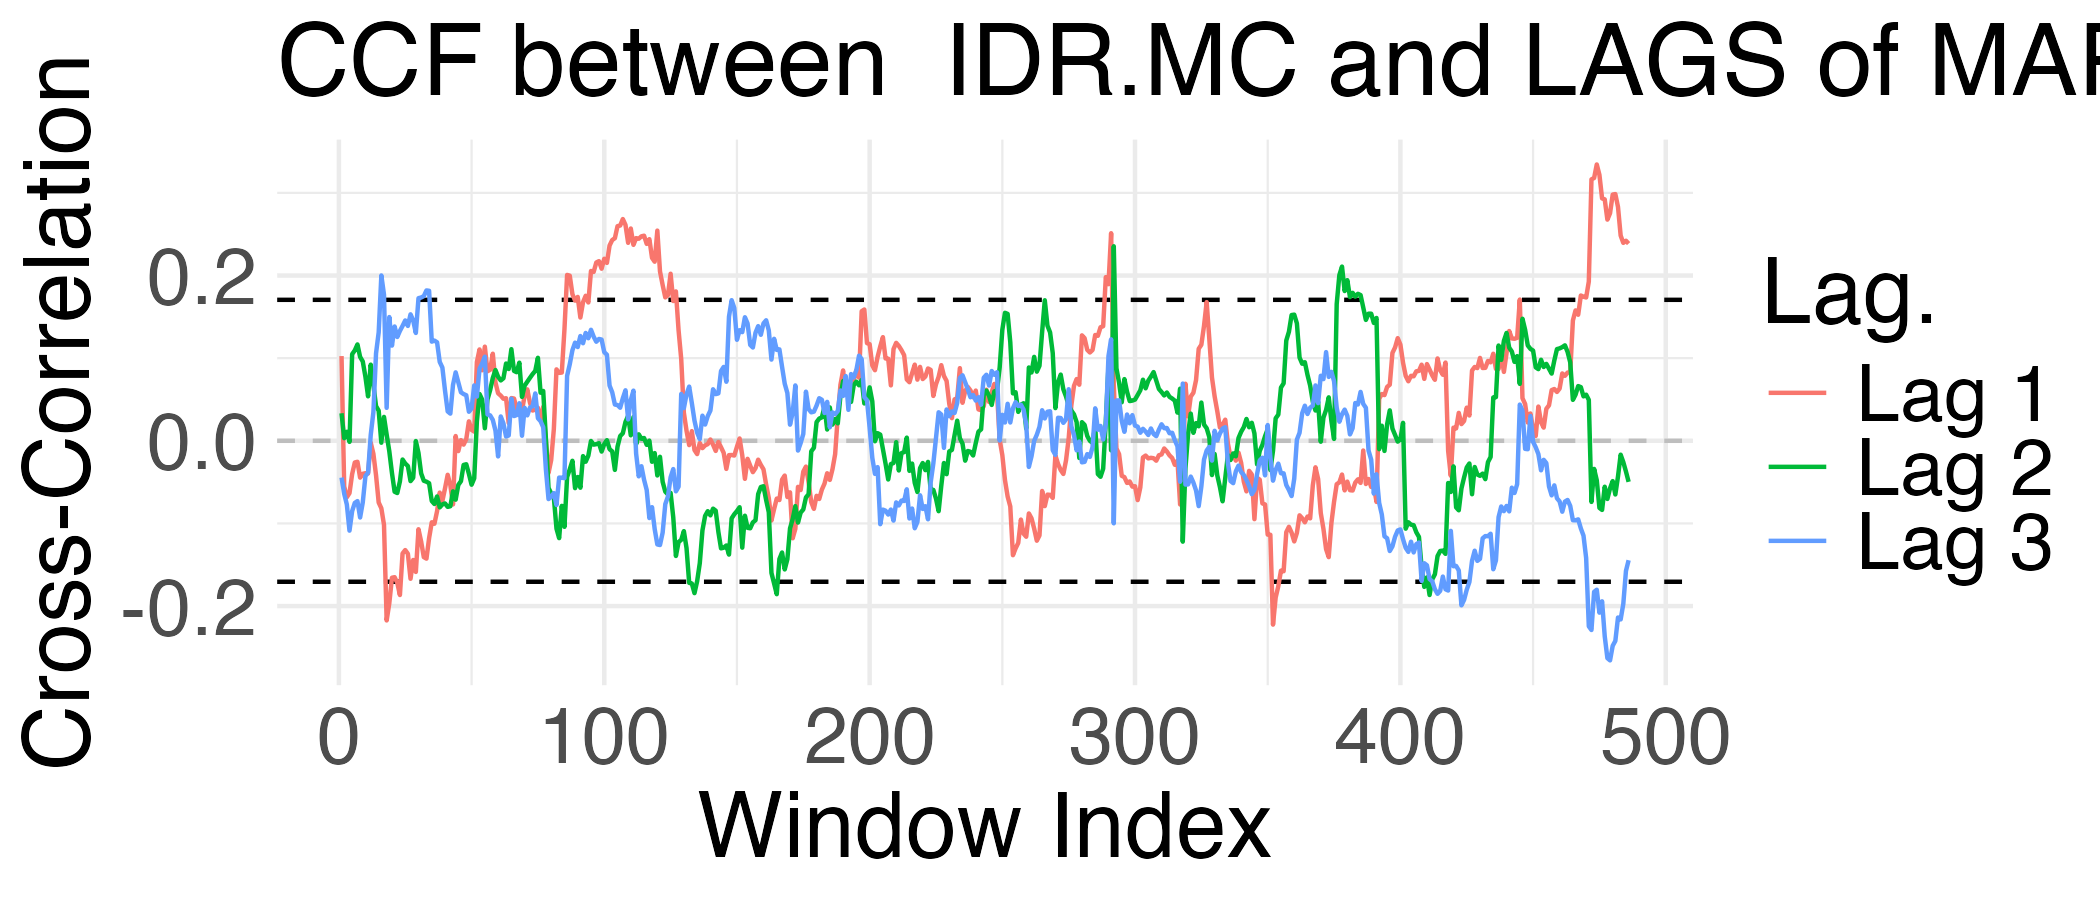 CCF between  IDR.MC and LAGS of MAP
Cross-Correlation
0.2
0.0
-0.2
0
100
200
300
400
500
Window Index
Lag.
Lag 1
Lag 2
Lag 3